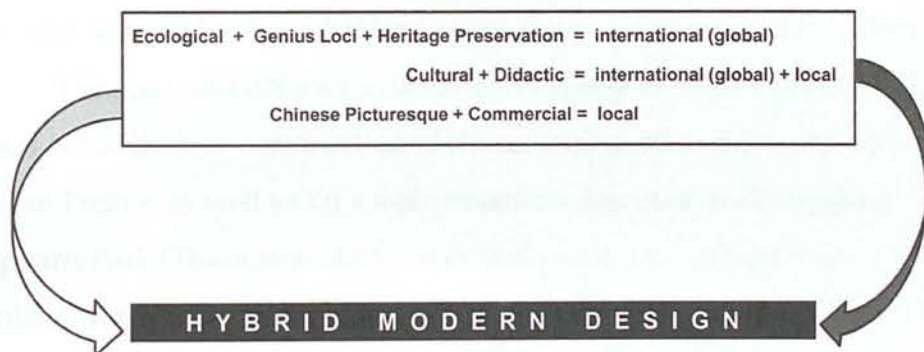 Ecological + Genius Loci + Heritage Preservation = international (global)
Cultural + Didactic = international (global) + local
Chinese Picturesque + Commercial = local
HYBRID MODERN DESIGN